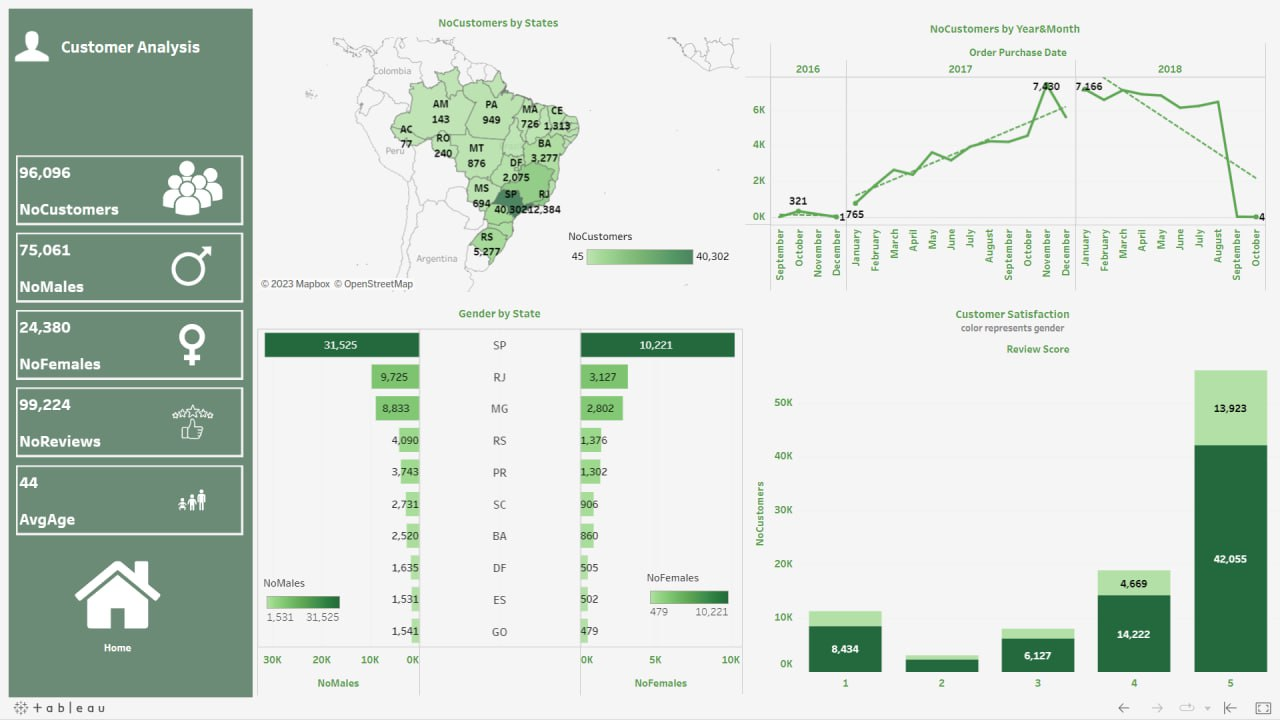 Customer Analysis
96,096
NoCustomers
75,061
NoMales
24,380
NoFemales
99,224
NoReviews
44
AvgAge
Home
NoCustomers by States
Colombia
Peru
Argentina
AM
143
PA
949
MA
726
CE
1,313
AC
77
RO
240
MT
876
BA
3,277
DF
2,075
MS
694
SP
40,302
RJ
12,384
RS
5,277
NoCustomers
45
40,302
© 2023 Mapbox © OpenStreetMap
NoCustomers by Year&Month
Order Purchase Date
2016
2017
2018
6K
4K
2K
0K
321
1
765
7,430
7,166
4
September
October
November
December
January
February
March
April
May
June
July
August
September
October
November
December
January
February
March
April
May
June
July
August
September
October
Gender by State
31,525 SP 10,221
9,725 RJ 3,127
8,833 MG 2,802
4,090 RS 1,376
3,743 PR 1,302
2,731 SC 906
2,520 BA 860
1,635 DF 505
1,531 ES 502
1,541 GO 479
NoMales
1,531 31,525
NoFemales
479 10,221
30K 20K 10K 0K
0K 5K 10K
NoMales
NoFemales
Customer Satisfaction
color represents gender
Review Score
NoCustomers
50K
40K
30K
20K
10K
0K
8,434
6,127
4,669
14,222
13,923
42,055
1 2 3 4 5
+ableau